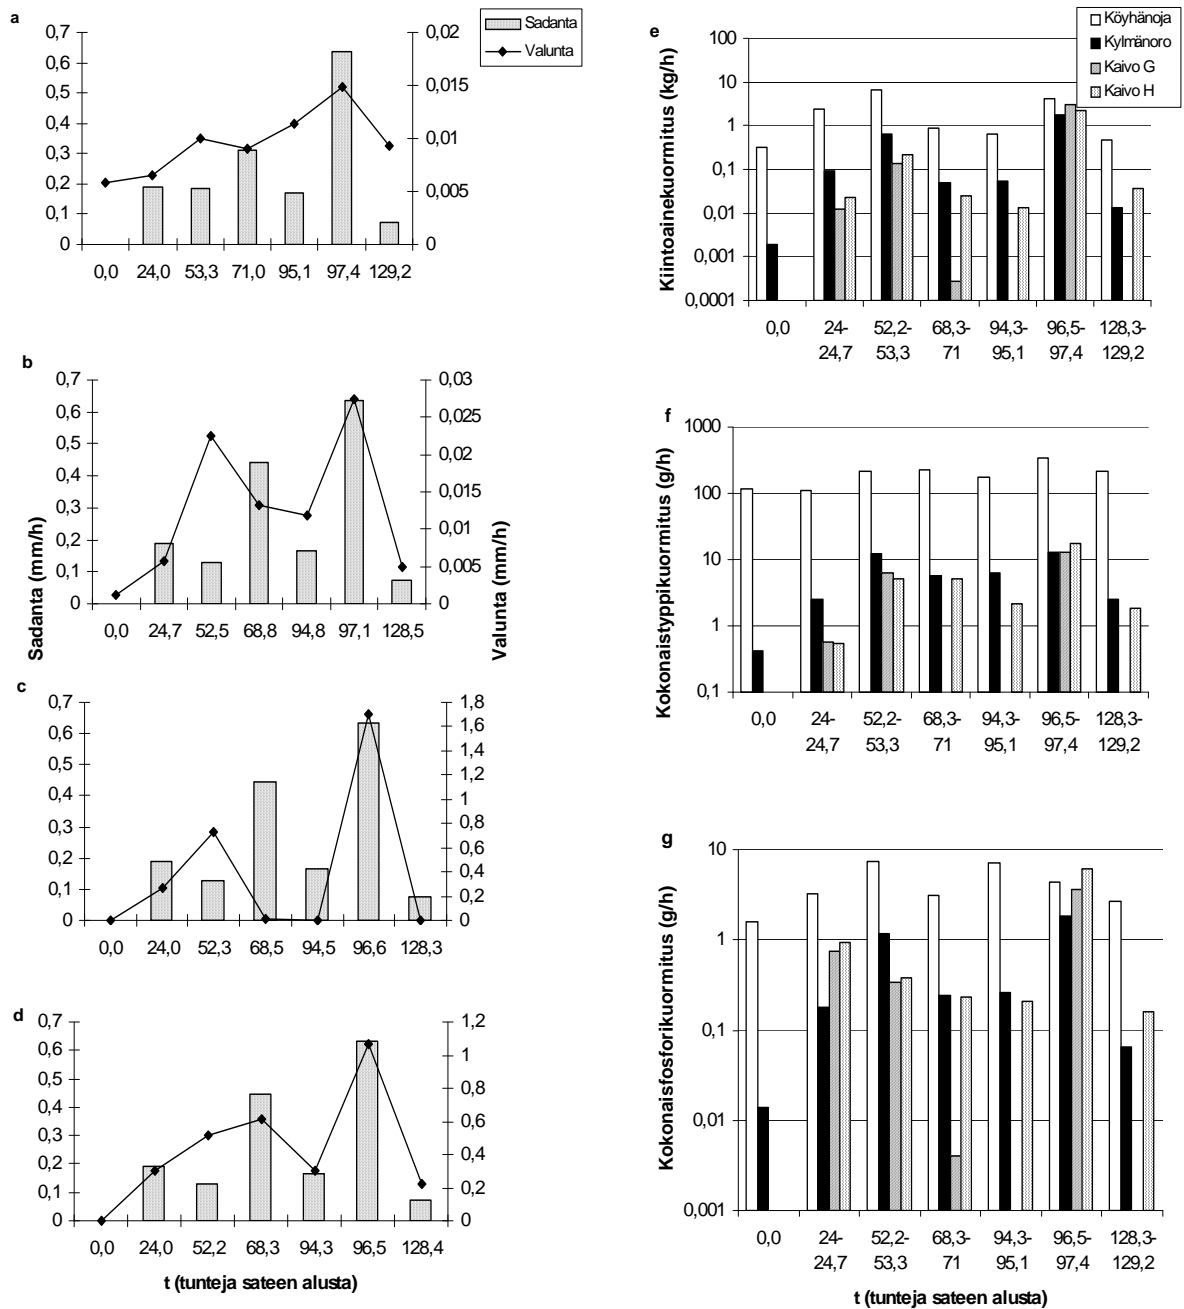 a
0,7
0,6
0,5
0,4
0,3
0,2
0,1
0
0,02
0,015
0,01
0,005
0
Sadanta
Valunta
0,0 24,0 53,3 71,0 95,1 97,4 129,2
b
0,7
0,6
0,5
0,4
0,3
0,2
0,1
0
0,03
0,025
0,02
0,015
0,01
0,005
0
0,0 24,7 52,5 68,8 94,8 97,1 128,5
Sadanta (mm/h)
Valunta (mm/h)
c
0,7
0,6
0,5
0,4
0,3
0,2
0,1
0
1,8
1,6
1,4
1,2
1
0,8
0,6
0,4
0,2
0
0,0 24,0 52,3 68,5 94,5 96,6 128,3
d
0,7
0,6
0,5
0,4
0,3
0,2
0,1
0
1,2
1
0,8
0,6
0,4
0,2
0
0,0 24,0 52,2 68,3 94,3 96,5 128,4
t (tunteja sateen alusta)
e
Köyhänoja
Kylmänoro
Kaivo G
Kaivo H
Kiintoainekuormitus (kg/h)
100
10
1
0,1
0,01
0,001
0,0001
0,0 24- 52,2- 68,3- 94,3- 96,5- 128,3-
24,7 53,3 71 95,1 97,4 129,2
f
Kokonaistyppikuormitus (g/h)
1000
100
10
1
0,1
0,0 24- 52,2- 68,3- 94,3- 96,5- 128,3-
24,7 53,3 71 95,1 97,4 129,2
g
Kokonaisfosforikuormitus (g/h)
10
1
0,1
0,01
0,001
0,0 24- 52,2- 68,3- 94,3- 96,5- 128,3-
24,7 53,3 71 95,1 97,4 129,2
t (tunteja sateen alusta)